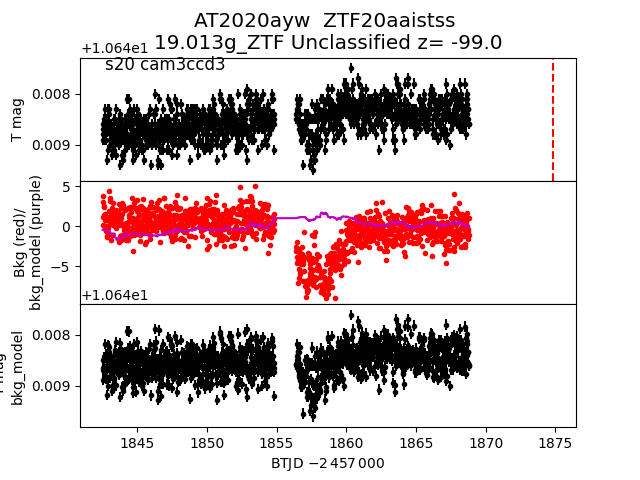 AT2020ayw  ZTF20aaistss
19.013g_ZTF Unclassified z= -99.0
+1.064e1
s20 cam3ccd3
0.008
0.009
T mag
5
0
−5
Bkg (red)/
bkg_model (purple)
+1.064e1
0.008
0.009
bkg_model
1845 1850 1855 1860 1865 1870 1875
BTJD −2 457 000